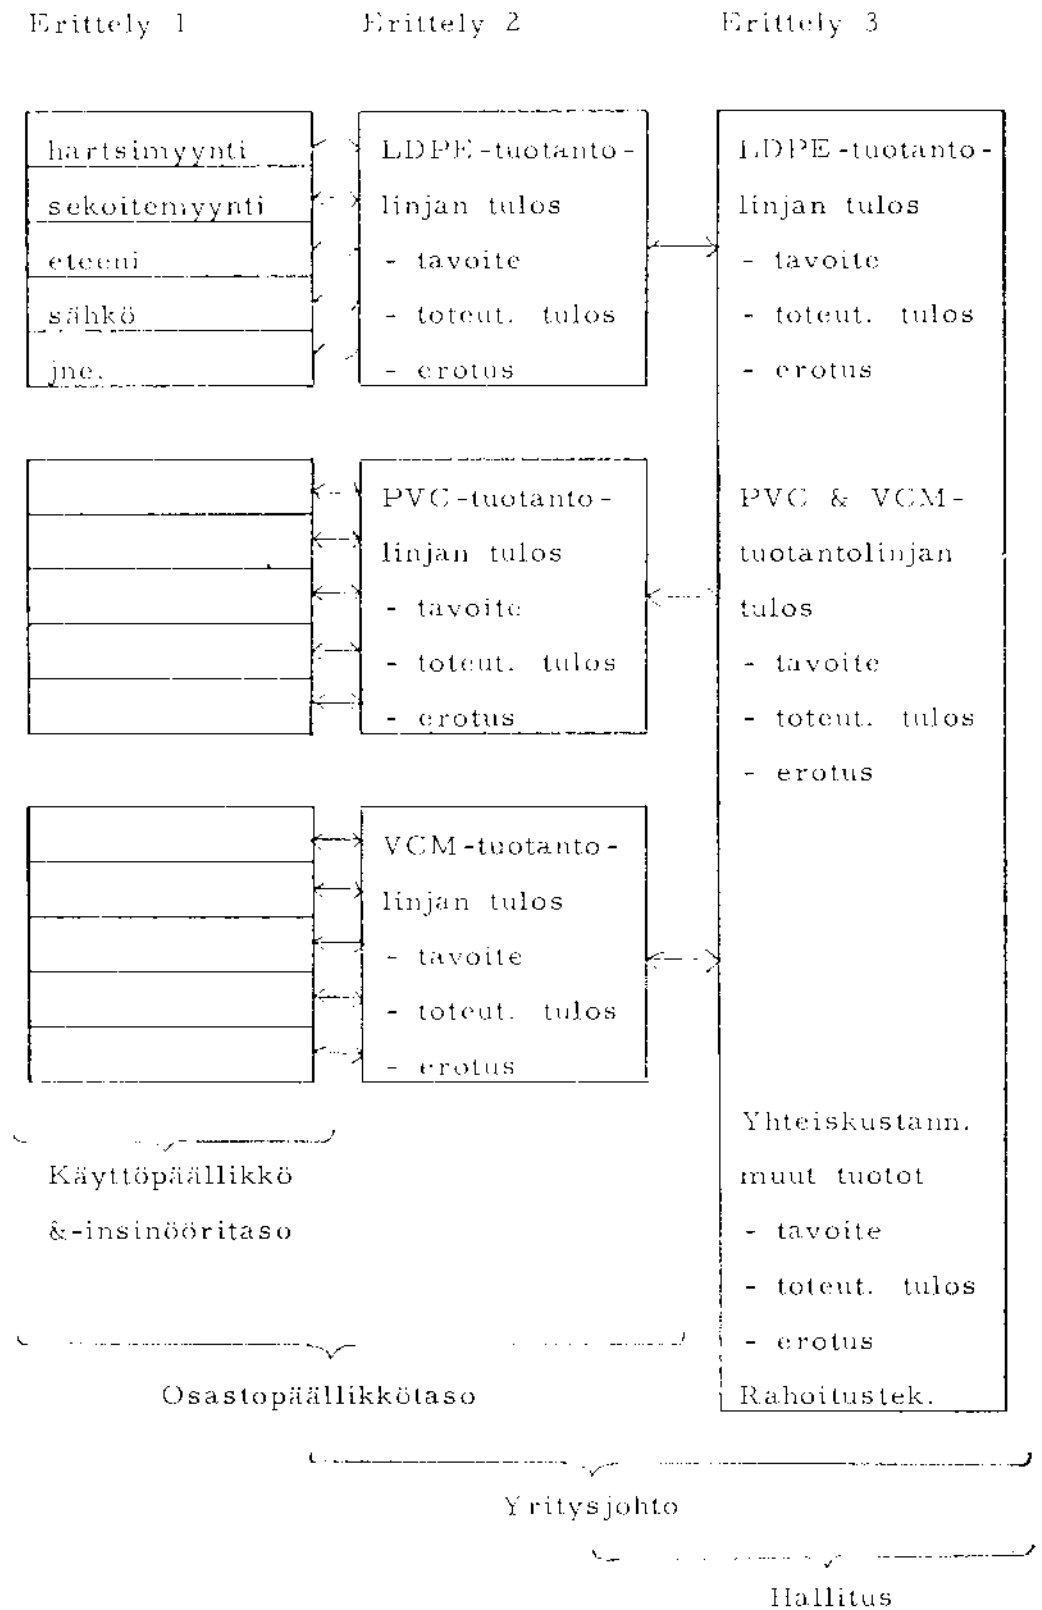 Erittely 1
Erittely 2
Erittely 3
hartsimyynti
sekoitemyynti
eteeni
sähkö
jne.
LDPE-tuotanto-
linjan tulos
- tavoite
- toteut. tulos
- erotus
LDPE-tuotanto-
linjan tulos
- tavoite
- toteut. tulos
- erotus
PVC-tuotanto-
linjan tulos
- tavoite
- toteut. tulos
- erotus
PVC & VCM-
tuotantolinjan
tulos
- tavoite
- toteut. tulos
- erotus
VCM-tuotanto-
linjan tulos
- tavoite
- toteut. tulos
- erotus
Yhteiskustann.
muut tuotot
- tavoite
- toteut. tulos
- erotus
Rahoitustek.
Käyttöpäällikkö
&-insinööritaso
Osastopäällikkötaso
Yritysjohto
Hallitus